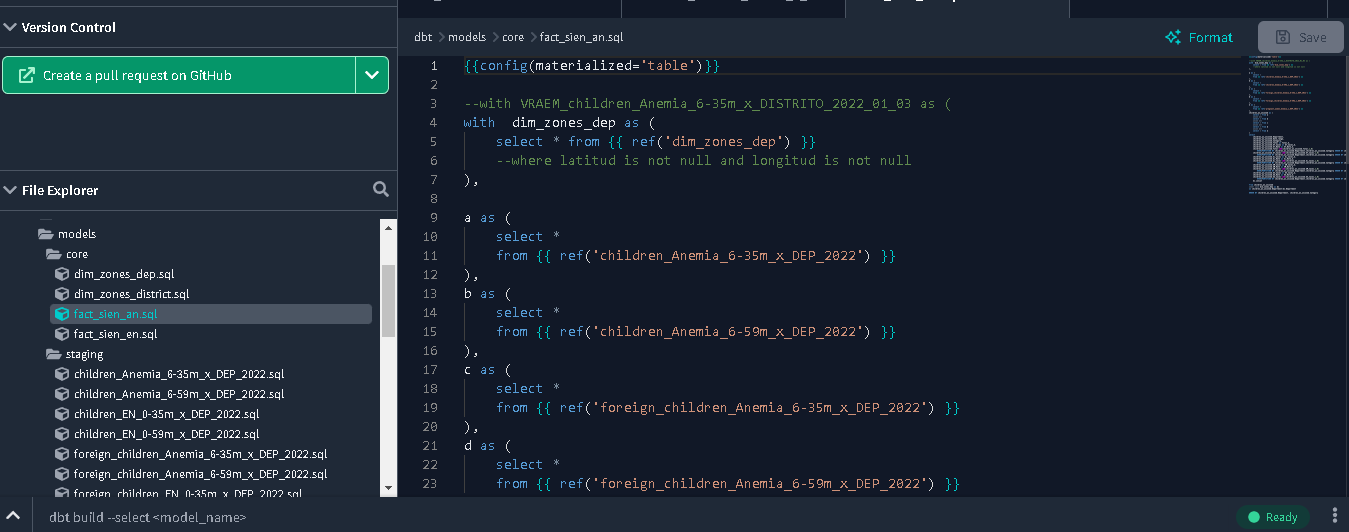 Version Control
Create a pull request on GitHub
File Explorer
models
core
dim_zones_dep.sql
dim_zones_district.sql
fact_sien_an.sql
fact_sien_en.sql
staging
children_Anemia_6-35m_x_DEP_2022.sql
children_Anemia_6-59m_x_DEP_2022.sql
children_EN_0-35m_x_DEP_2022.sql
children_EN_0-59m_x_DEP_2022.sql
foreign_children_Anemia_6-35m_x_DEP_2022.sql
foreign_children_Anemia_6-59m_x_DEP_2022.sql
foreign_children_EN_0-35m_x_DEP_2022.sql
dbt > models > core > fact_sien_an.sql
Format
Save
1 {{config(materialized='table')}}
2
3 --with VRAEM_children_Anemia_6-35m_x_DISTRITO_2022_01_03 as (
4 with  dim_zones_dep as (
5     select * from {{ ref('dim_zones_dep') }}
6     --where latitud is not null and longitud is not null
7 ),
8
9 a as (
10     select *
11     from {{ ref('children_Anemia_6-35m_x_DEP_2022') }}
12 ),
13 b as (
14     select *
15     from {{ ref('children_Anemia_6-59m_x_DEP_2022') }}
16 ),
17 c as (
18     select *
19     from {{ ref('foreign_children_Anemia_6-35m_x_DEP_2022') }}
20 ),
21 d as (
22     select *
23     from {{ ref('foreign_children_Anemia_6-59m_x_DEP_2022') }}
dbt build --select <model_name>
Ready